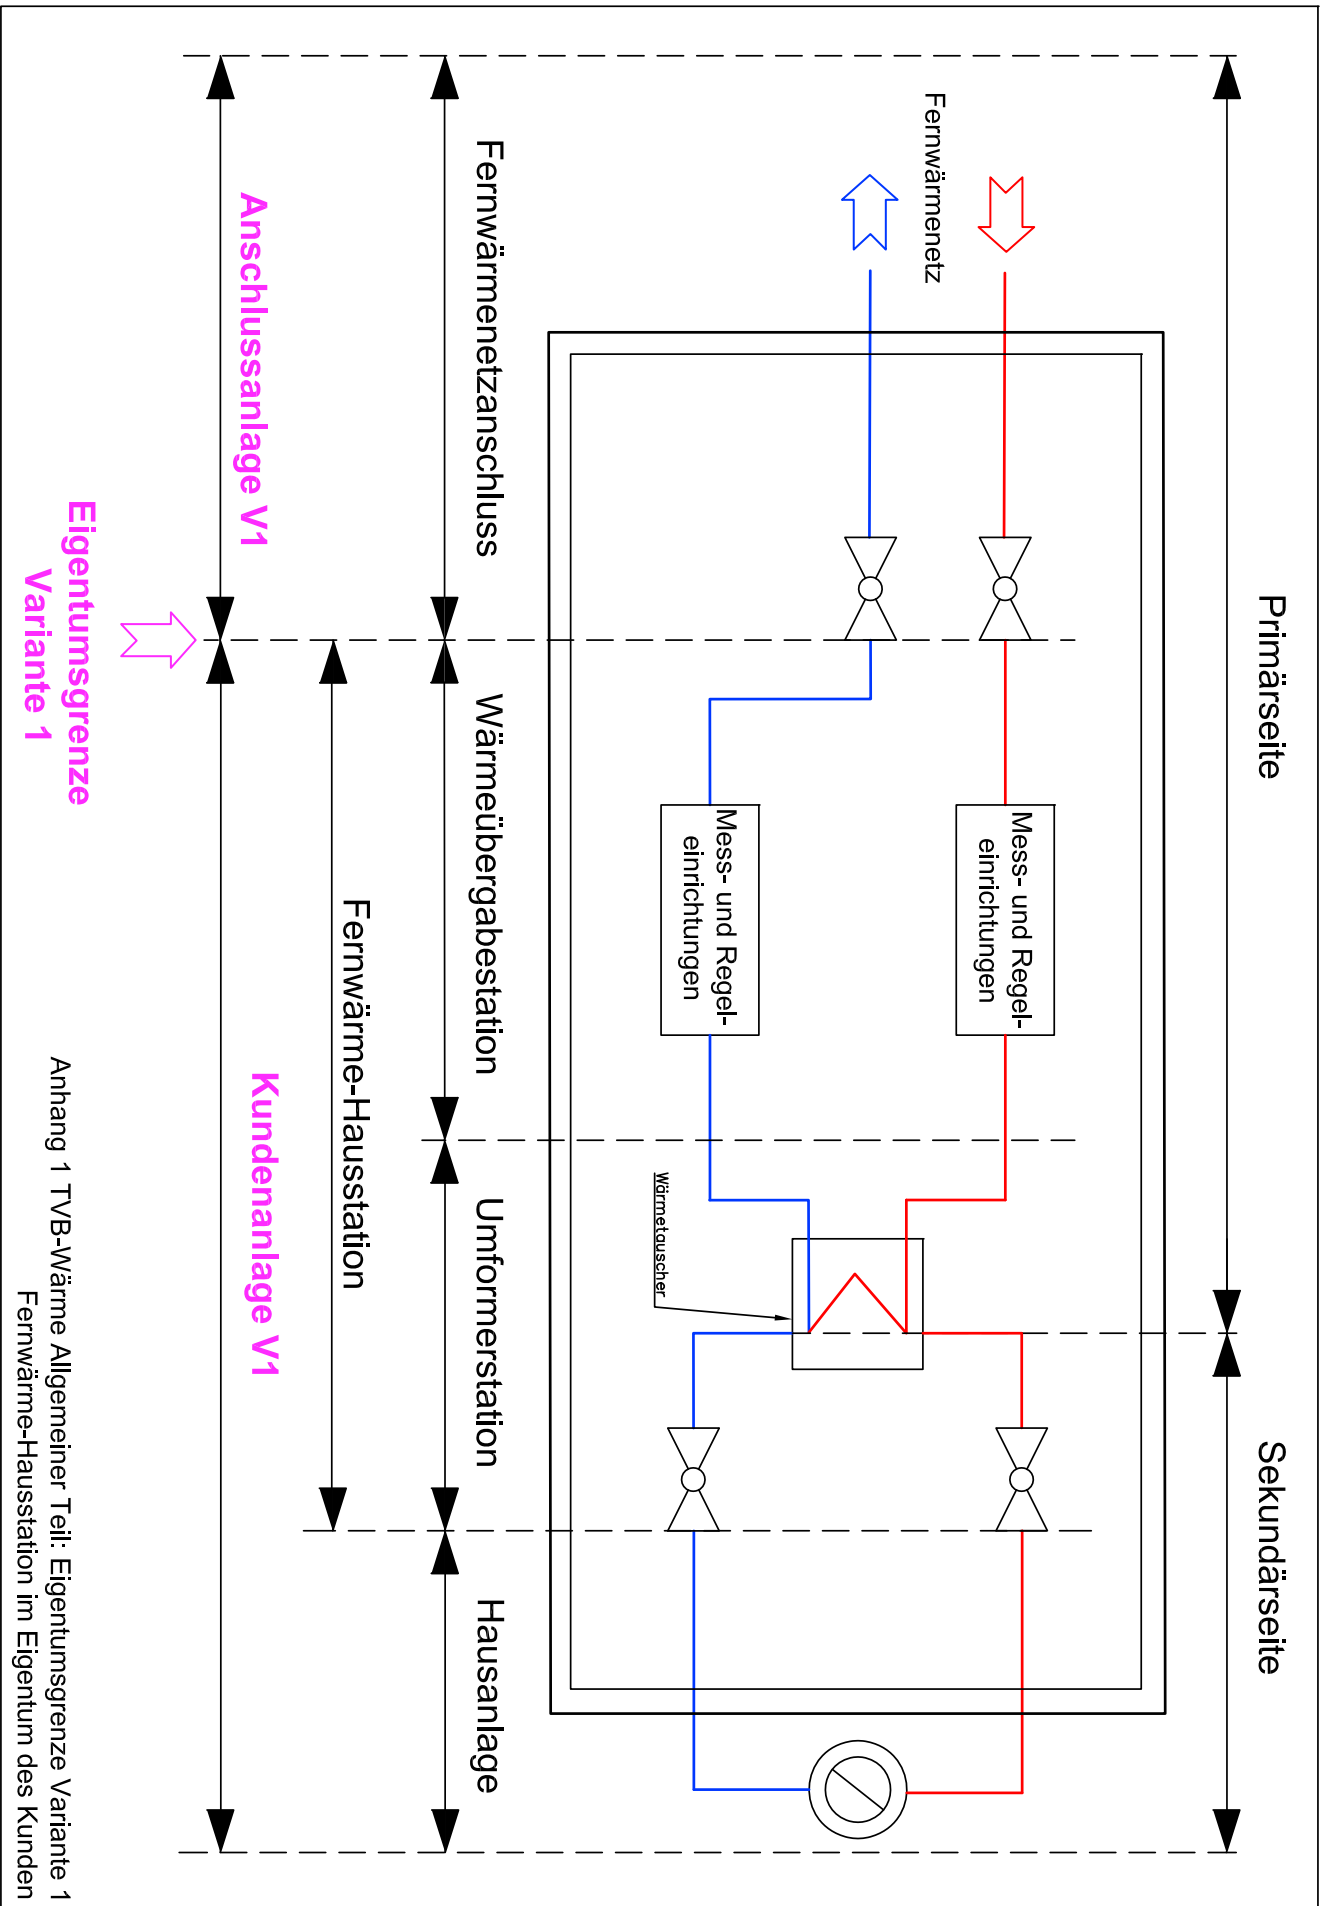 Primärseite
Sekundärseite
Fernwärmenetz
Mess- und Regel-
einrichtungen
Mess- und Regel-
einrichtungen
Wärmetauscher
Fernwärmenetzanschluss
Wärmeübergabestation
Umformerstation
Hausanlage
Fernwärme-Hausstation
Anschlussanlage V1
Kundenanlage V1
Eigentumsgrenze
Variante 1
Anhang 1 TVB-Wärme Allgemeiner Teil: Eigentumsgrenze Variante 1
Fernwärme-Hausstation im Eigentum des Kunden